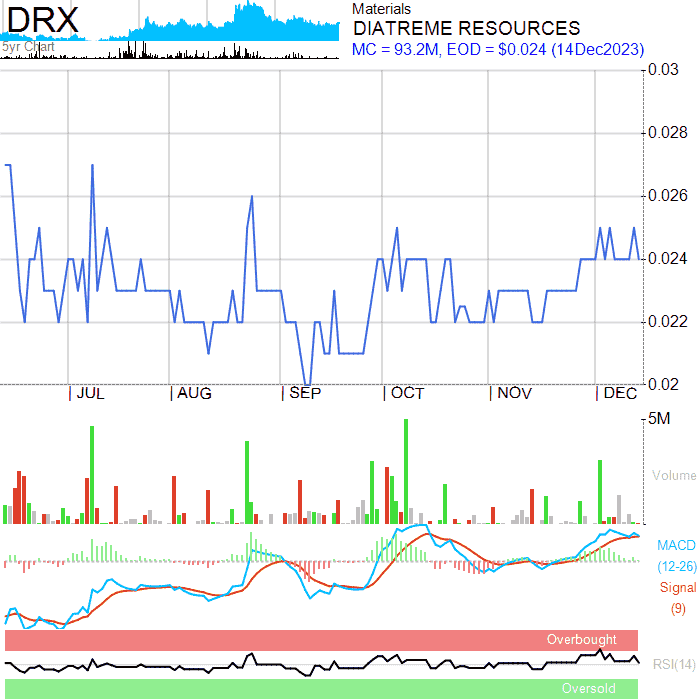 DRX
5yr Chart
Materials
DIATREME RESOURCES
MC = 93.2M, EOD = $0.024 (14Dec2023)
0.03
0.028
0.026
0.024
0.022
0.02
JUL AUG SEP OCT NOV DEC
5M
Volume
MACD
(12-26)
Signal
(9)
Overbought
RSI(14)
Oversold